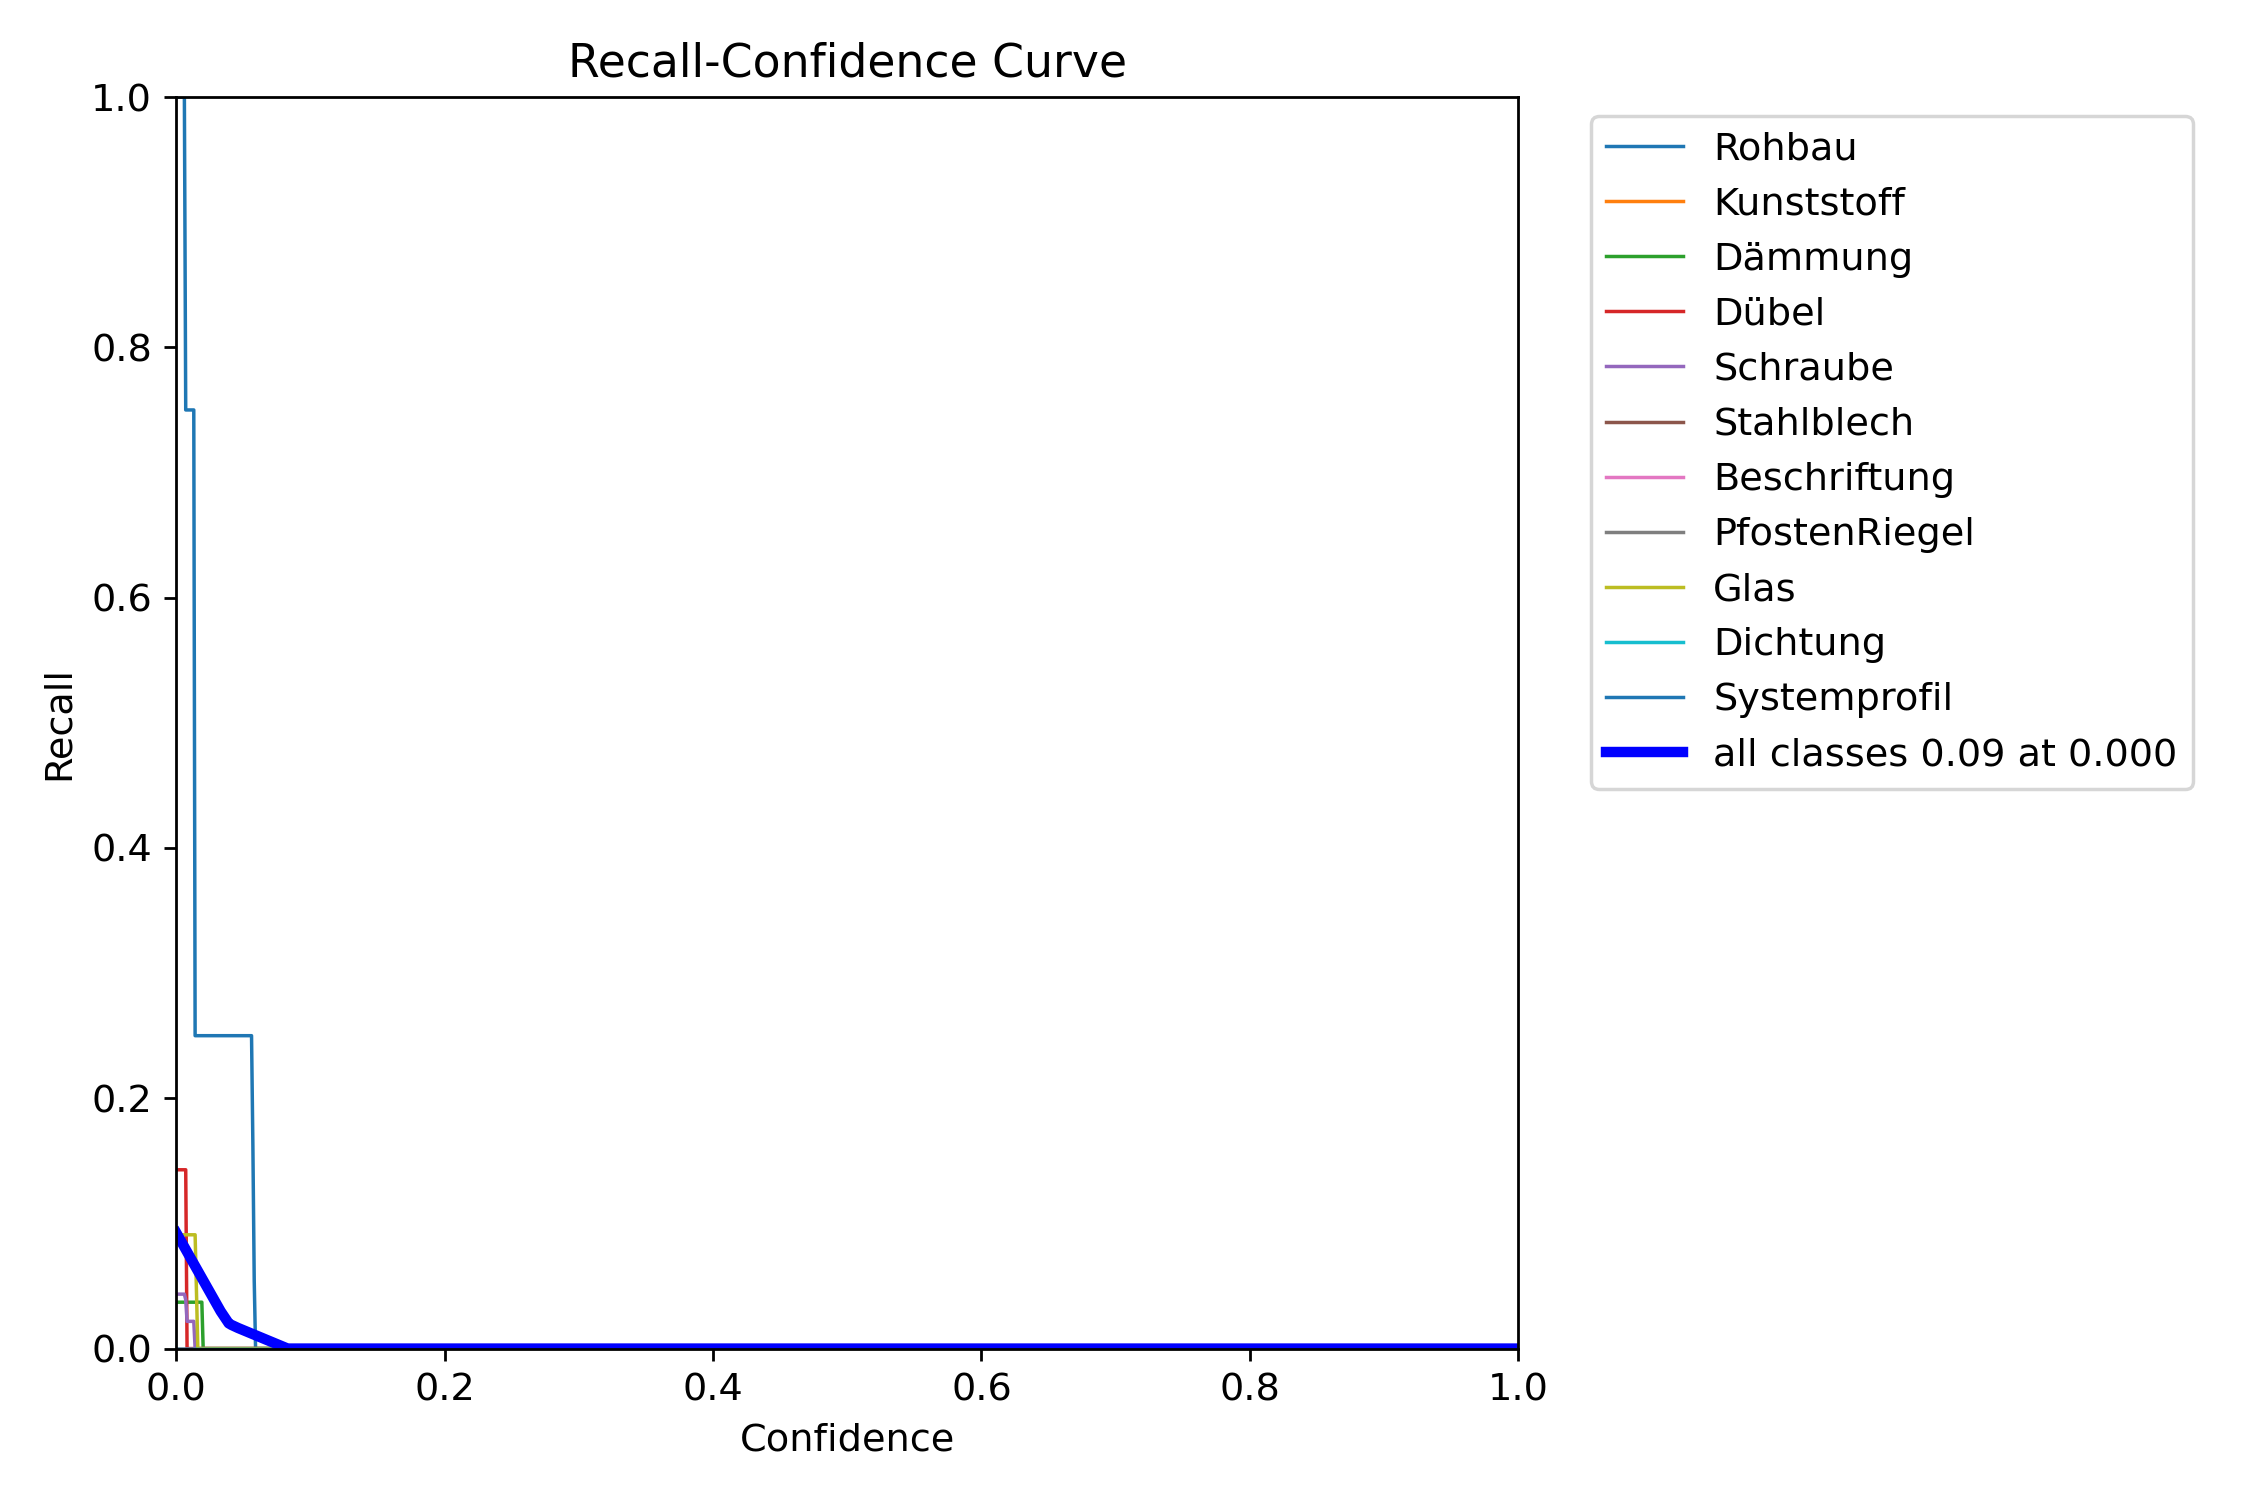 Recall-Confidence Curve
1.0
0.8
0.6
0.4
0.2
0.0
Recall
0.0 0.2 0.4 0.6 0.8 1.0
Confidence
Rohbau
Kunststoff
Dämmung
Dübel
Schraube
Stahlblech
Beschriftung
PfostenRiegel
Glas
Dichtung
Systemprofil
all classes 0.09 at 0.000